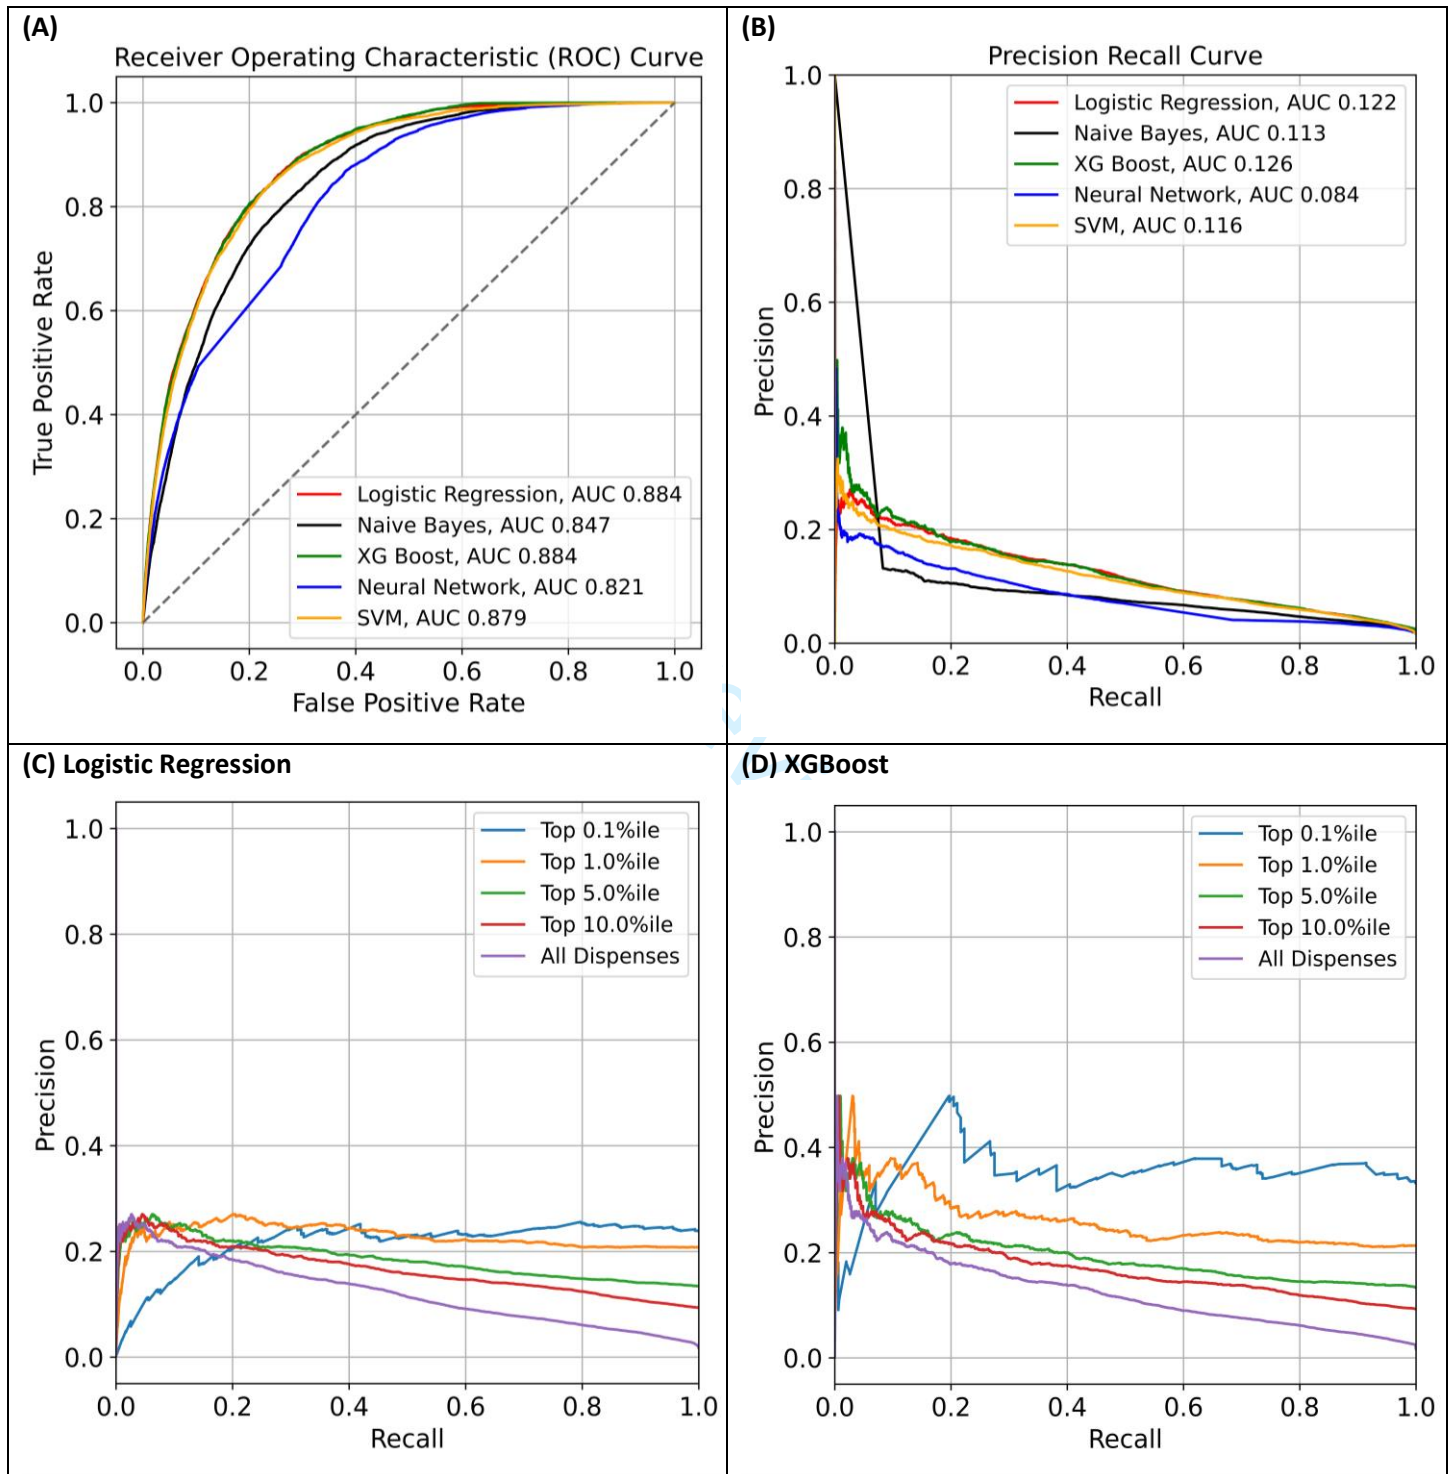 (A)
Receiver Operating Characteristic (ROC) Curve
1.0
0.8
0.6
0.4
0.2
0.0
True Positive Rate
Logistic Regression, AUC 0.884
Naive Bayes, AUC 0.847
XG Boost, AUC 0.884
Neural Network, AUC 0.821
SVM, AUC 0.879
0.0 0.2 0.4 0.6 0.8 1.0
False Positive Rate
(B)
Precision Recall Curve
1.0
0.8
0.6
0.4
0.2
0.0
Precision
Logistic Regression, AUC 0.122
Naive Bayes, AUC 0.113
XG Boost, AUC 0.126
Neural Network, AUC 0.084
SVM, AUC 0.116
0.0 0.2 0.4 0.6 0.8 1.0
Recall
(C) Logistic Regression
1.0
0.8
0.6
0.4
0.2
0.0
Precision
Top 0.1%ile
Top 1.0%ile
Top 5.0%ile
Top 10.0%ile
All Dispenses
0.0 0.2 0.4 0.6 0.8 1.0
Recall
(D) XGBoost
1.0
0.8
0.6
0.4
0.2
0.0
Precision
Top 0.1%ile
Top 1.0%ile
Top 5.0%ile
Top 10.0%ile
All Dispenses
0.0 0.2 0.4 0.6 0.8 1.0
Recall